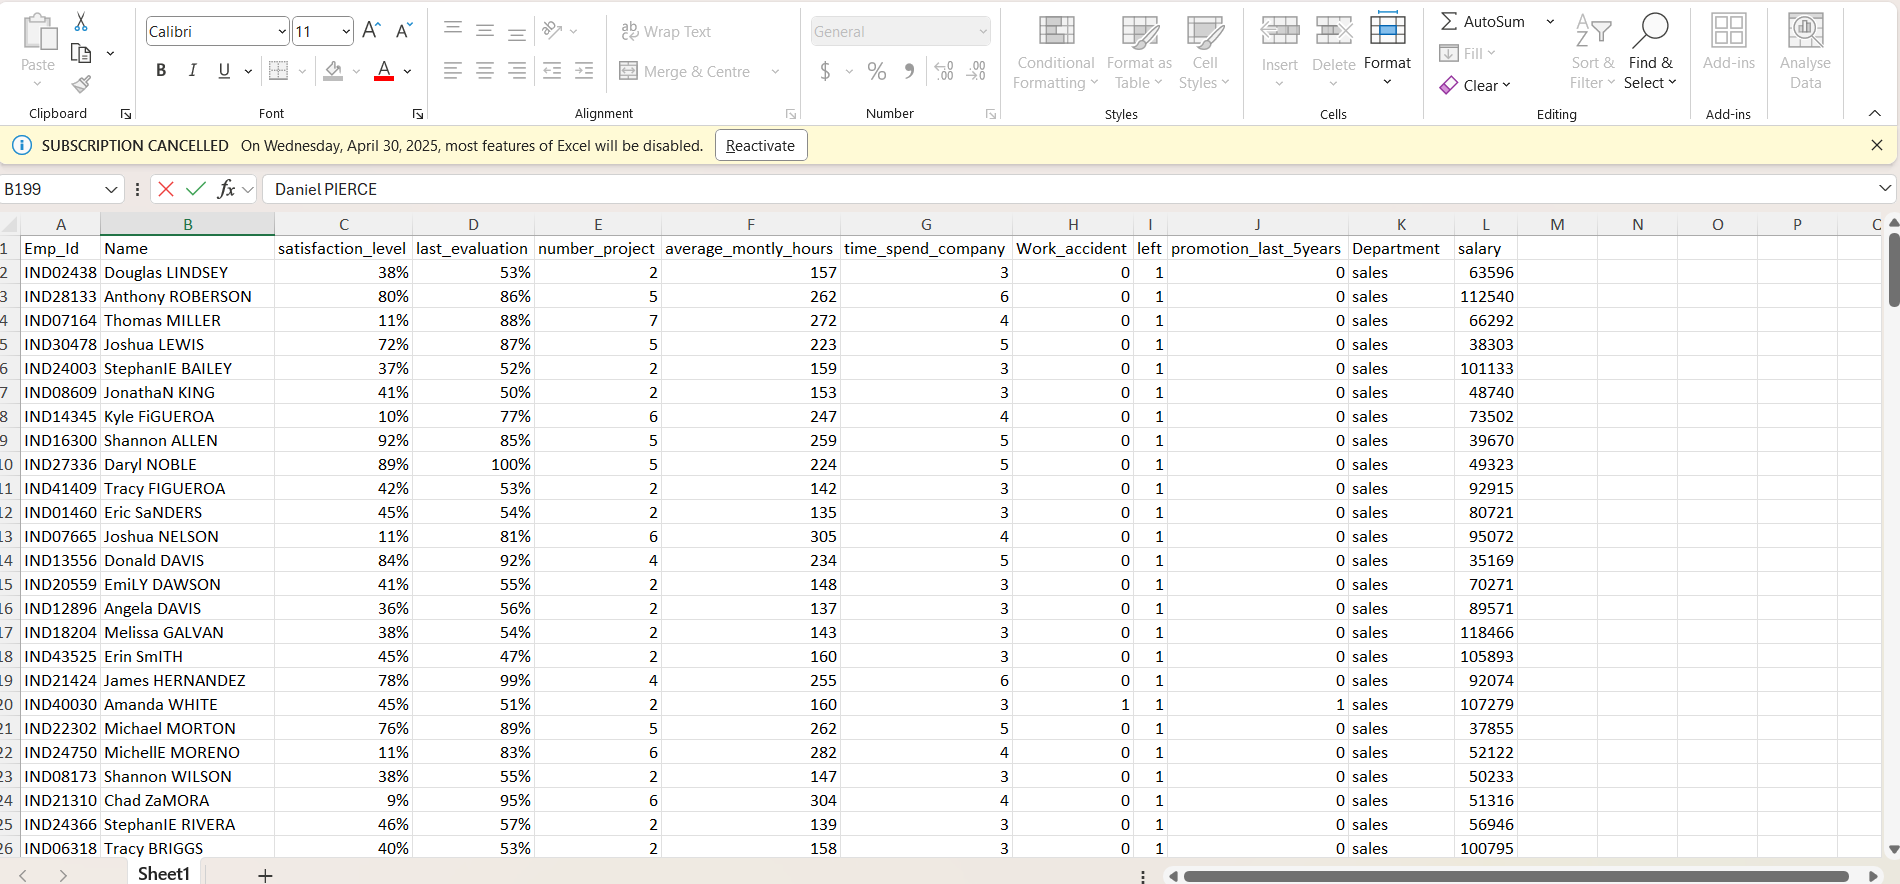 Calibri 11 Wrap Text General AutoSum
Paste B I U Merge & Centre $ % Conditional Formatting Format as Table Cell Styles Insert Delete Format Fill Clear Sort & Filter Find & Select Add-ins Analyse Data
Clipboard Font Alignment Number Styles Cells Editing Add-ins
SUBSCRIPTION CANCELLED On Wednesday, April 30, 2025, most features of Excel will be disabled. Reactivate
B199 fx Daniel PIERCE
A B C D E F G H I J K L M N O P
1 Emp_Id Name satisfaction_level last_evaluation number_project average_montly_hours time_spend_company Work_accident left promotion_last_5years Department salary
2 IND02438 Douglas LINDSEY 38% 53% 2 157 3 0 1 0 sales 63596
3 IND28133 Anthony ROBERSON 80% 86% 5 262 6 0 1 0 sales 112540
4 IND07164 Thomas MILLER 11% 88% 7 272 4 0 1 0 sales 66292
5 IND30478 Joshua LEWIS 72% 87% 5 223 5 0 1 0 sales 38303
6 IND24003 StephanIE BAILEY 37% 52% 2 159 3 0 1 0 sales 101133
7 IND08609 JonathaN KING 41% 50% 2 153 3 0 1 0 sales 48740
8 IND14345 Kyle FiGUEROA 10% 77% 6 247 4 0 1 0 sales 73502
9 IND16300 Shannon ALLEN 92% 85% 5 259 5 0 1 0 sales 39670
10 IND27336 Daryl NOBLE 89% 100% 5 224 5 0 1 0 sales 49323
11 IND41409 Tracy FIGUEROA 42% 53% 2 142 3 0 1 0 sales 92915
12 IND01460 Eric SaNDERS 45% 54% 2 135 3 0 1 0 sales 80721
13 IND07665 Joshua NELSON 11% 81% 6 305 4 0 1 0 sales 95072
14 IND13556 Donald DAVIS 84% 92% 4 234 5 0 1 0 sales 35169
15 IND20559 EmiLY DAWSON 41% 55% 2 148 3 0 1 0 sales 70271
16 IND12896 Angela DAVIS 36% 56% 2 137 3 0 1 0 sales 89571
17 IND18204 Melissa GALVAN 38% 54% 2 143 3 0 1 0 sales 118466
18 IND43525 Erin SmITH 45% 47% 2 160 3 0 1 0 sales 105893
19 IND21424 James HERNANDEZ 78% 99% 4 255 6 0 1 0 sales 92074
20 IND40030 Amanda WHITE 45% 51% 2 160 3 1 1 1 sales 107279
21 IND22302 Michael MORTON 76% 89% 5 262 5 0 1 0 sales 37855
22 IND24750 MichellE MORENO 11% 83% 6 282 4 0 1 0 sales 52122
23 IND08173 Shannon WILSON 38% 55% 2 147 3 0 1 0 sales 50233
24 IND21310 Chad ZaMORA 9% 95% 6 304 4 0 1 0 sales 51316
25 IND24366 StephanIE RIVERA 46% 57% 2 139 3 0 1 0 sales 56946
26 IND06318 Tracy BRIGGS 40% 53% 2 158 3 0 1 0 sales 100795
Sheet1